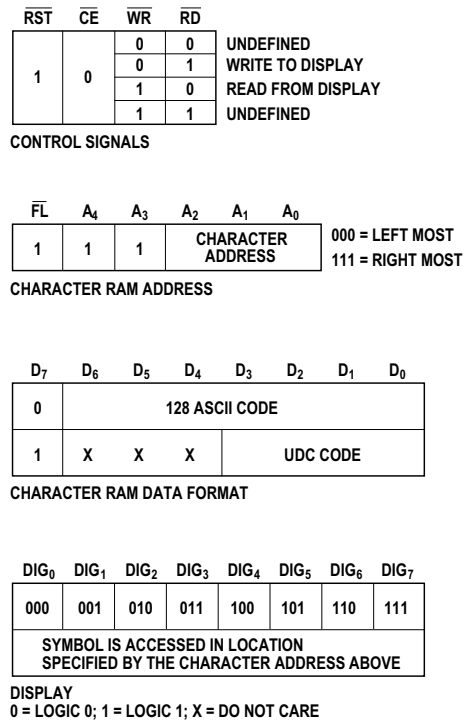 RST CE WR RD
1 0 0 0 UNDEFINED
0 1 WRITE TO DISPLAY
1 0 READ FROM DISPLAY
1 1 UNDEFINED
CONTROL SIGNALS
FL A4 A3 A2 A1 A0
1 1 1 CHARACTER ADDRESS
000 = LEFT MOST
111 = RIGHT MOST
CHARACTER RAM ADDRESS
D7 D6 D5 D4 D3 D2 D1 D0
0 128 ASCII CODE
1 X X X UDC CODE
CHARACTER RAM DATA FORMAT
DIG0 DIG1 DIG2 DIG3 DIG4 DIG5 DIG6 DIG7
000 001 010 011 100 101 110 111
SYMBOL IS ACCESSED IN LOCATION
SPECIFIED BY THE CHARACTER ADDRESS ABOVE
DISPLAY
0 = LOGIC 0; 1 = LOGIC 1; X = DO NOT CARE